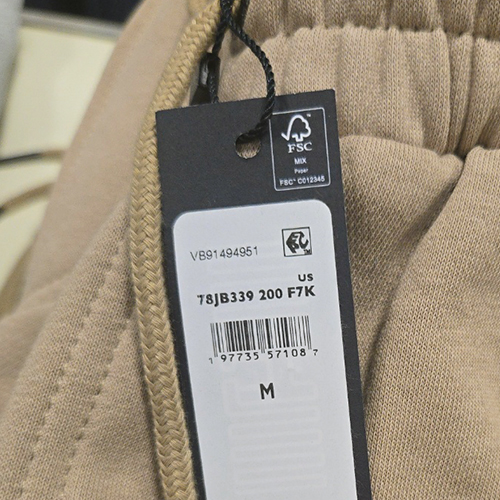 FSC
MIX
Paper
FSC® C012345
VB91494951
US
78JB339 200 F7K
1 97735 57108 7
M